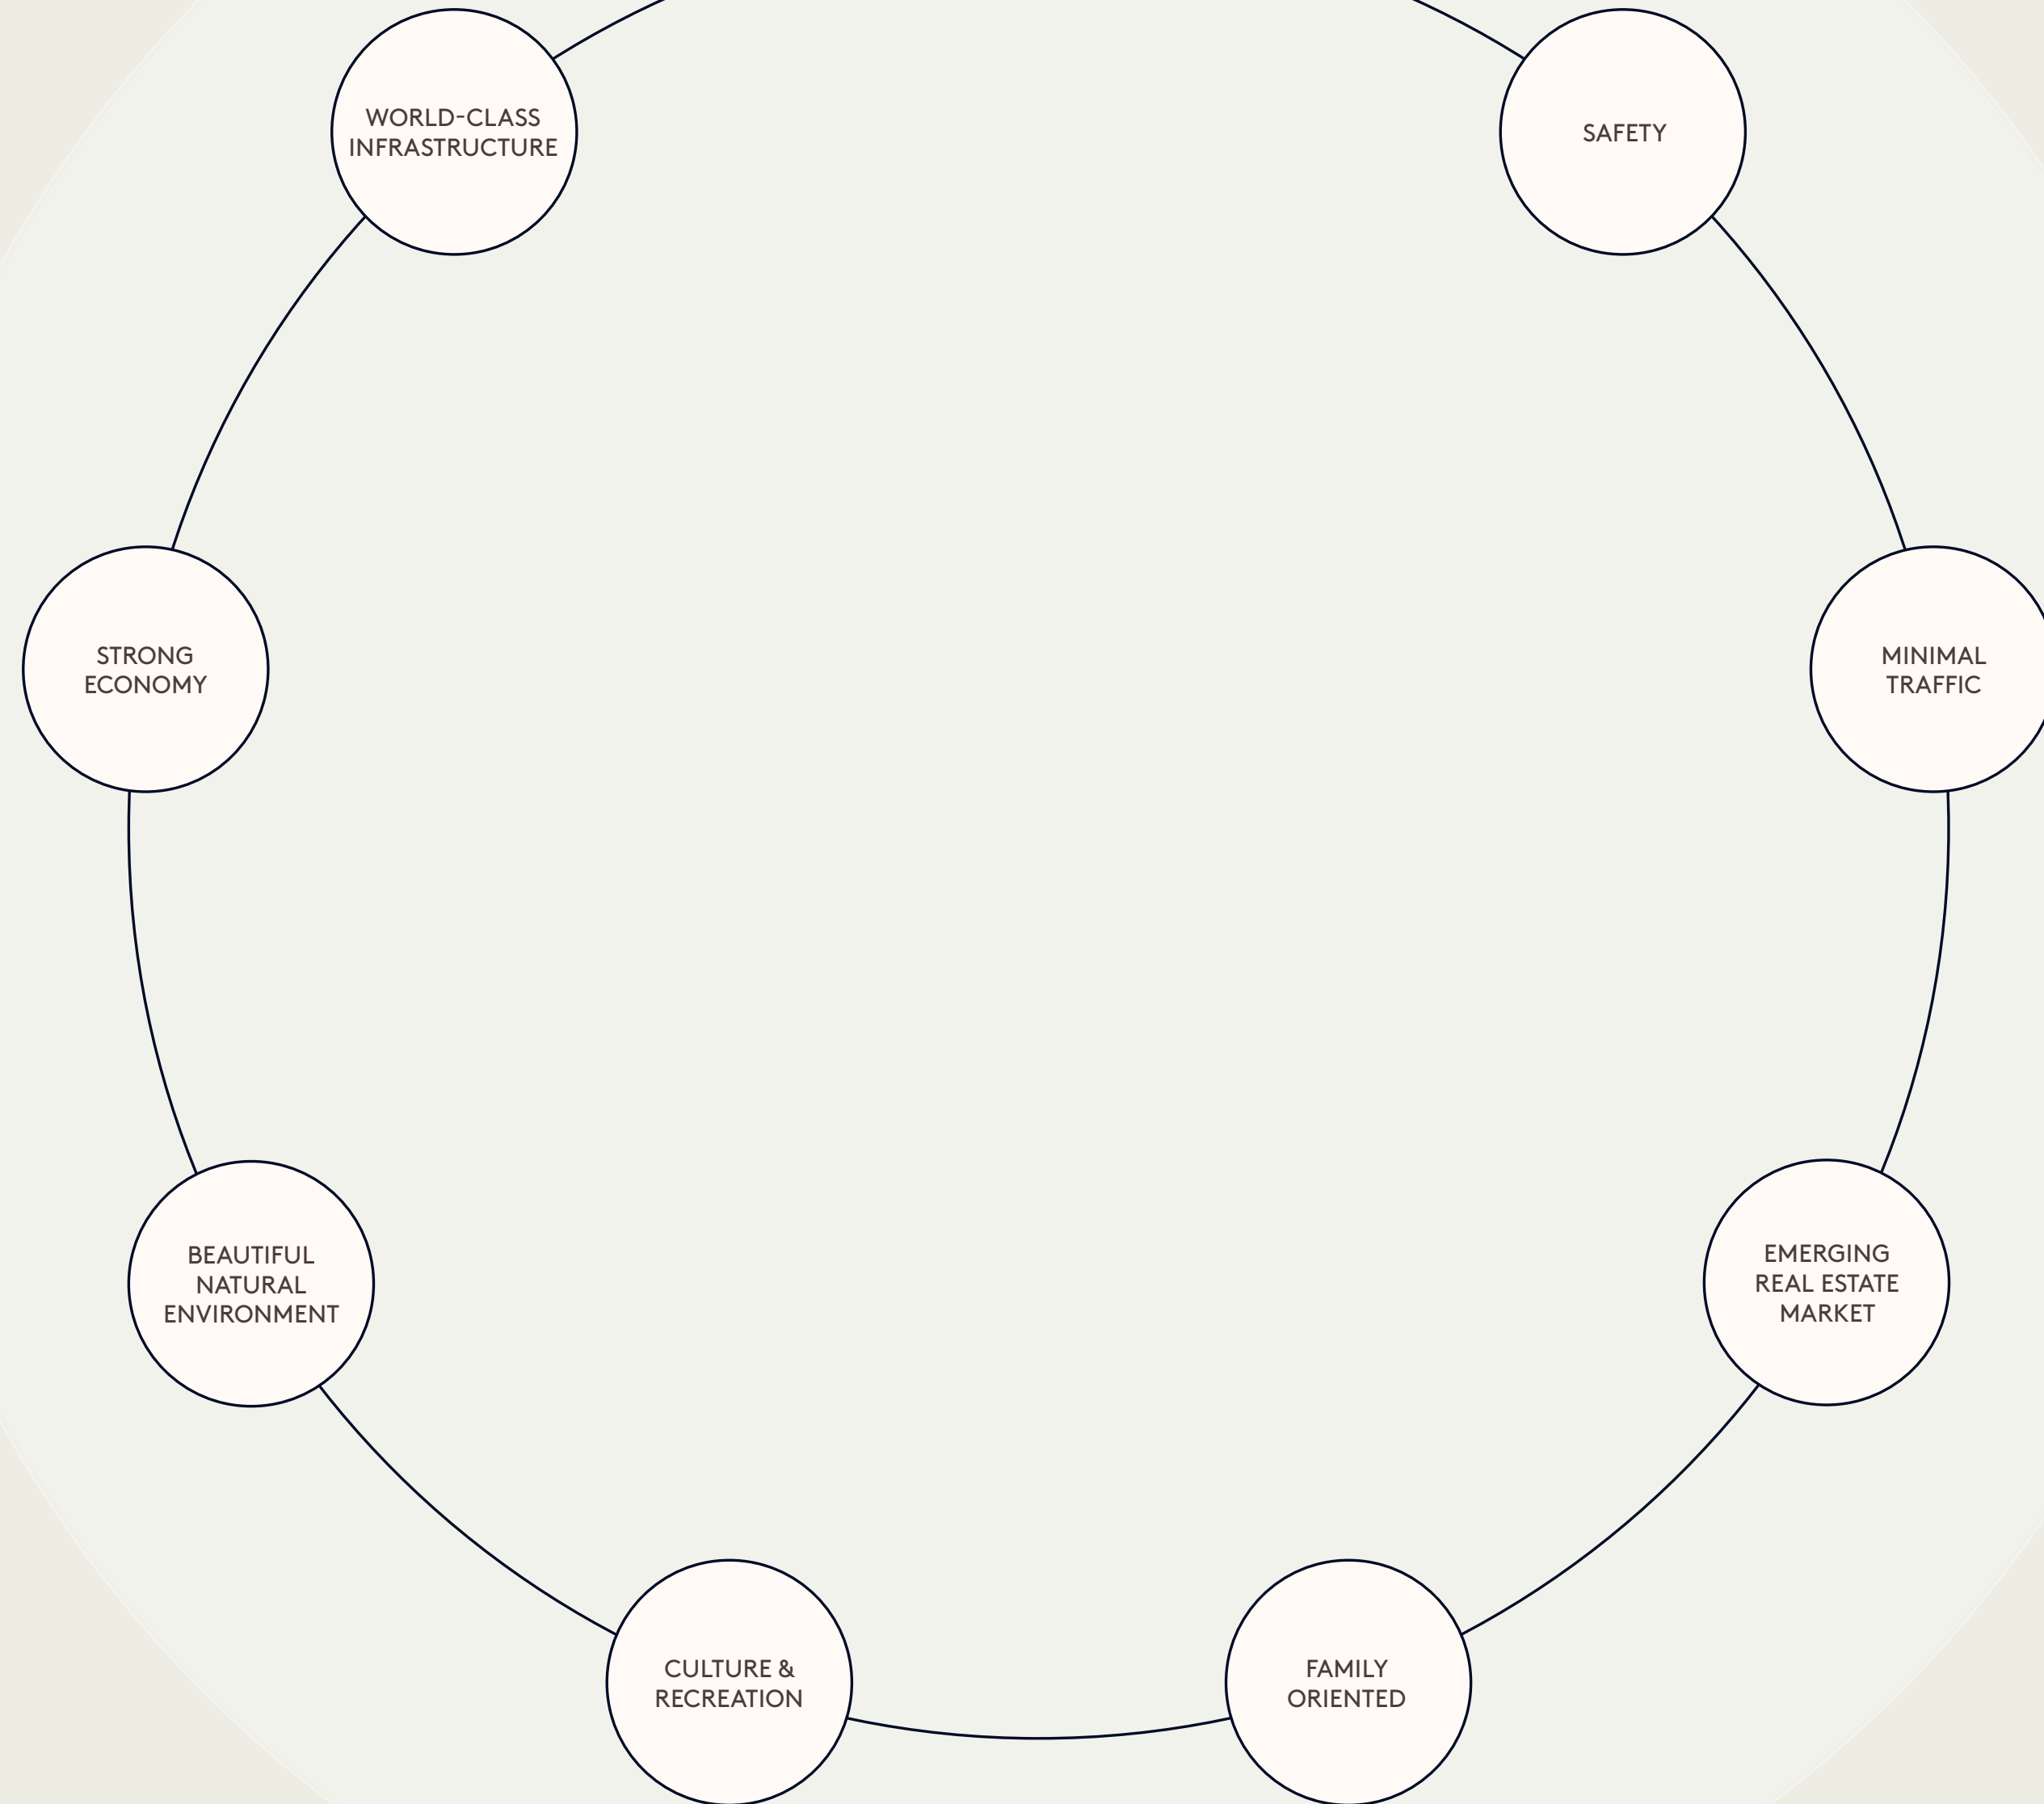 WORLD-CLASS
INFRASTRUCTURE
SAFETY
STRONG
ECONOMY
MINIMAL
TRAFFIC
BEAUTIFUL
NATURAL
ENVIRONMENT
EMERGING
REAL ESTATE
MARKET
CULTURE &
RECREATION
FAMILY
ORIENTED